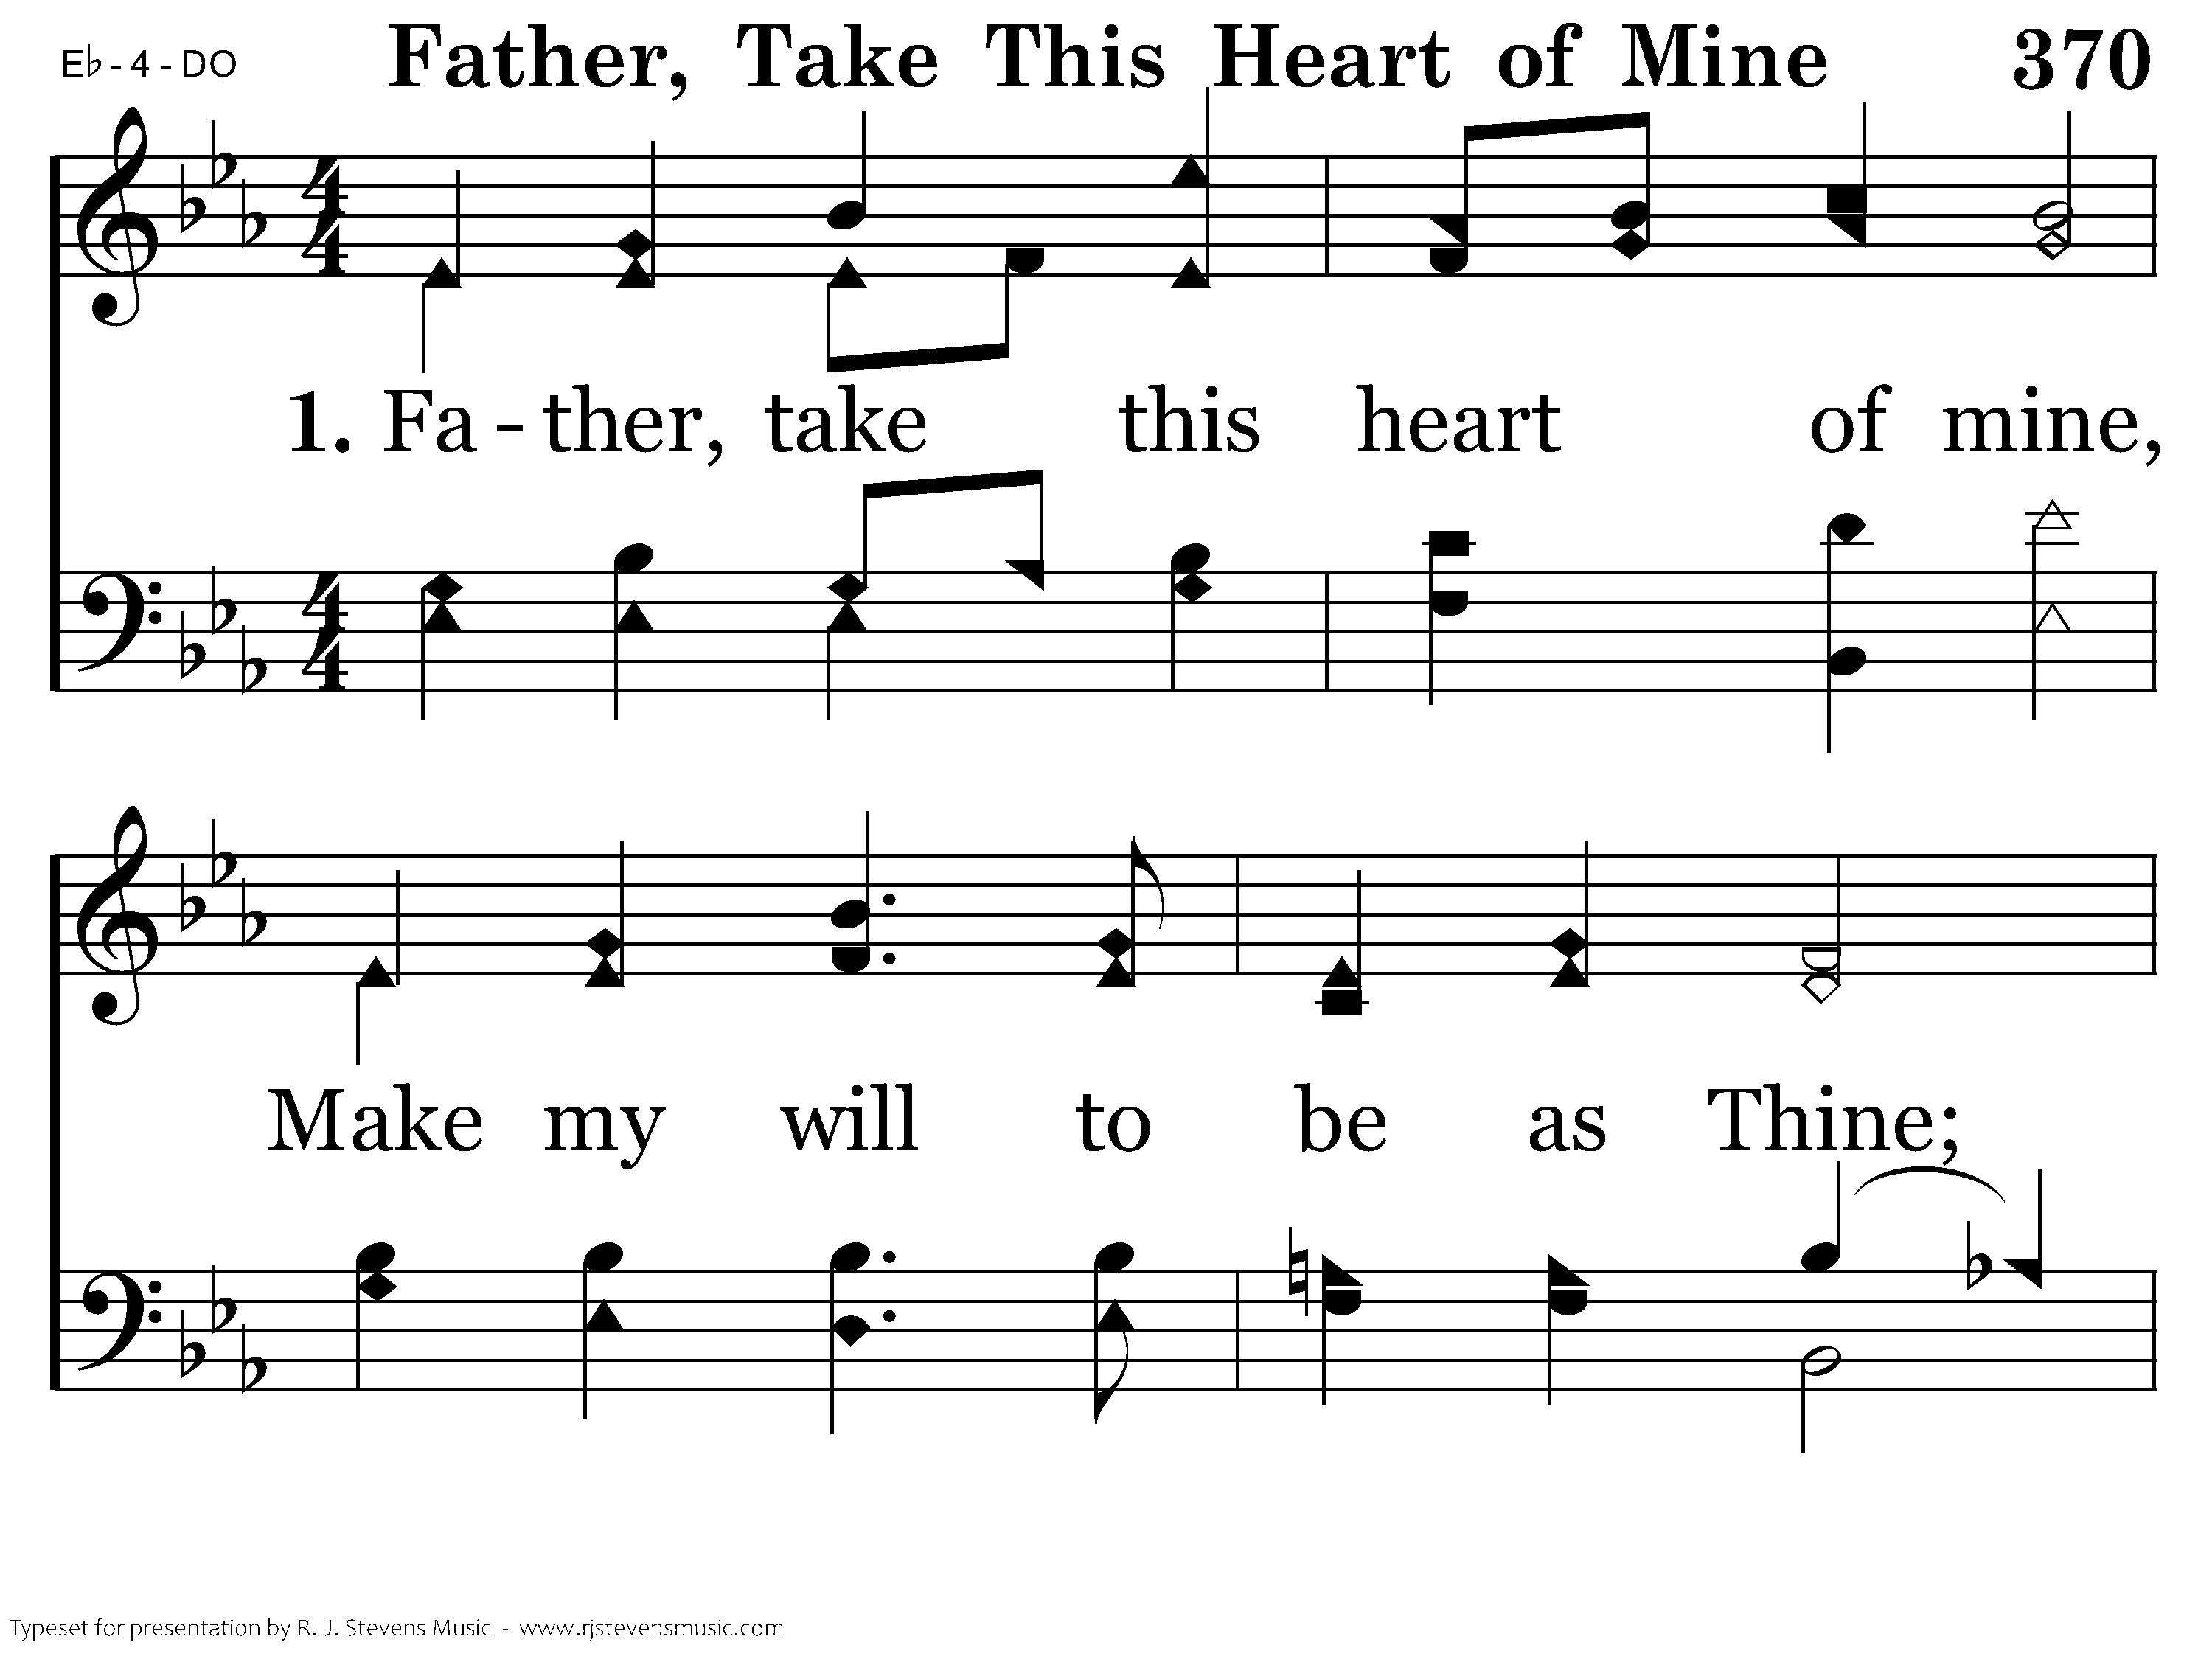 E♭ - 4 - DO Father, Take This Heart of Mine 370
1. Fa - ther, take this heart of mine,
Make my will to be as Thine;
Typeset for presentation by R. J. Stevens Music - www.rjstevensmusic.com